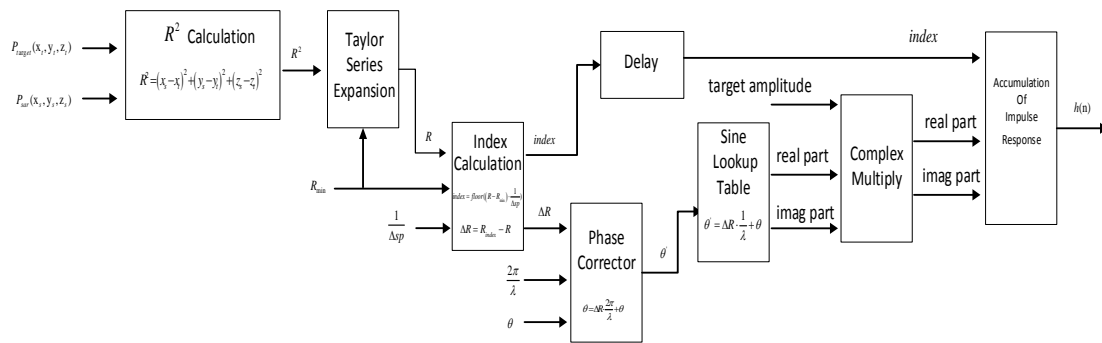 P_target(x_t, y_t, z_t)
P_sar(x_s, y_s, z_s)
R² Calculation
R²=(x_s−x_t)²+(y_s−y_t)²+(z_s−z_t)²
R²
Taylor
Series
Expansion
R
R_min
1/Δsp
Index
Calculation
index = floor((R−R_min)·1/Δsp)
ΔR = R_index − R
index
ΔR
2π/λ
θ
Phase
Corrector
θ=ΔR·2π/λ+θ
θ'
Delay
index
target amplitude
Sine
Lookup
Table
θ' = ΔR·1/λ+θ
real part
imag part
Complex
Multiply
real part
imag part
Accumulation
Of
Impulse
Response
h(n)